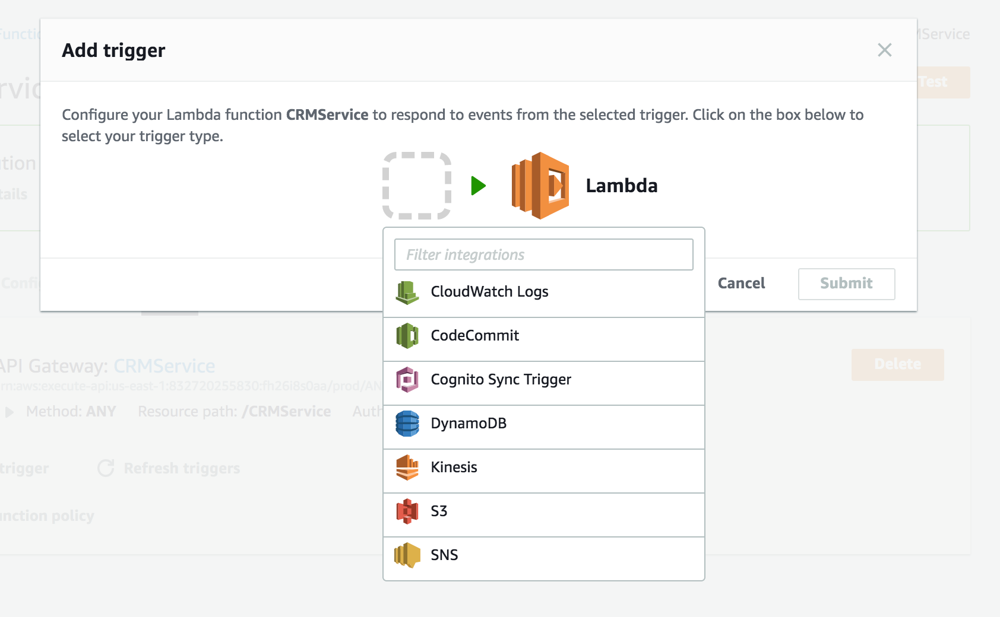 Functi
MService
Add trigger
rvic
Test
Configure your Lambda function CRMService to respond to events from the selected trigger. Click on the box below to
select your trigger type.
tion
tails
Lambda
Filter integrations
Confi
Cancel
Submit
CloudWatch Logs
CodeCommit
API Gateway: CRMService
Delete
Cognito Sync Trigger
rn:aws:execute-api:us-east-1:832720255830:fh26i8s0aa/prod/AN
Method: ANY Resource path: /CRMService Auth
DynamoDB
trigger Refresh triggers
Kinesis
unction policy
S3
SNS